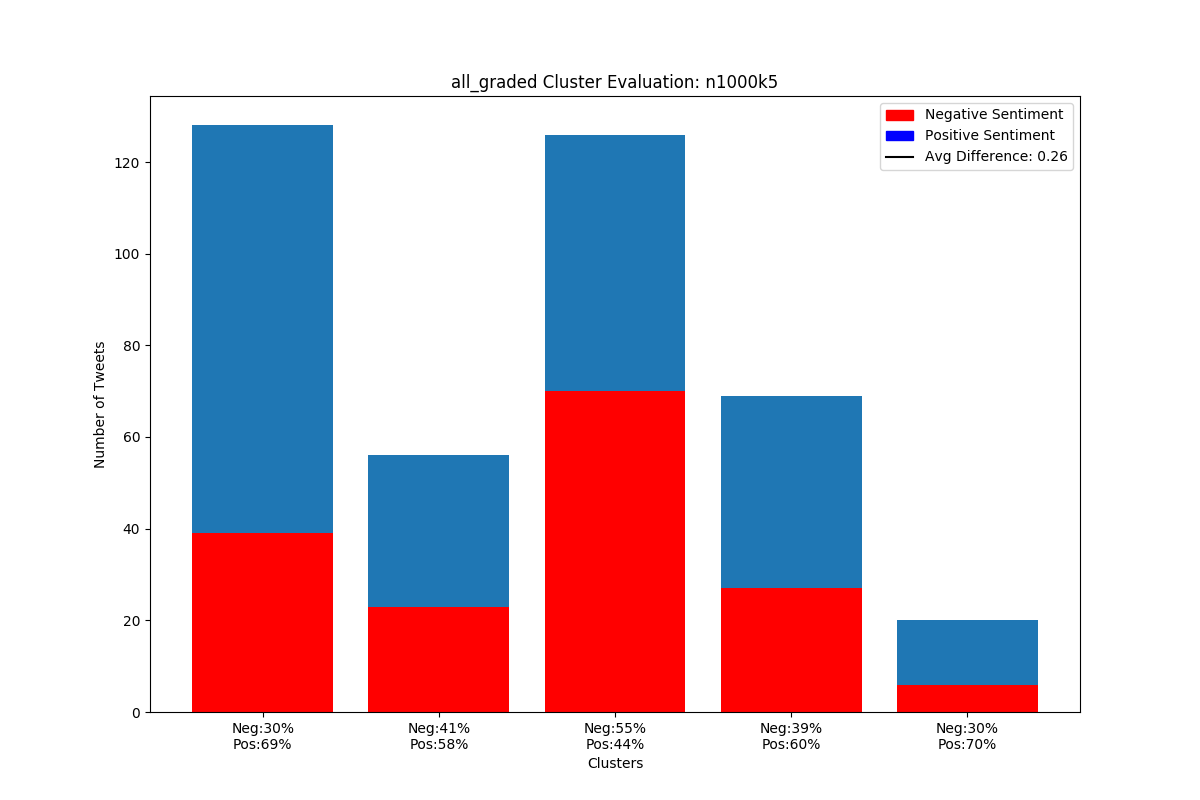 all_graded Cluster Evaluation: n1000k5
Negative Sentiment
Positive Sentiment
Avg Difference: 0.26
Number of Tweets
120
100
80
60
40
20
0
Neg:30% Neg:41% Neg:55% Neg:39% Neg:30%
Pos:69% Pos:58% Pos:44% Pos:60% Pos:70%
Clusters